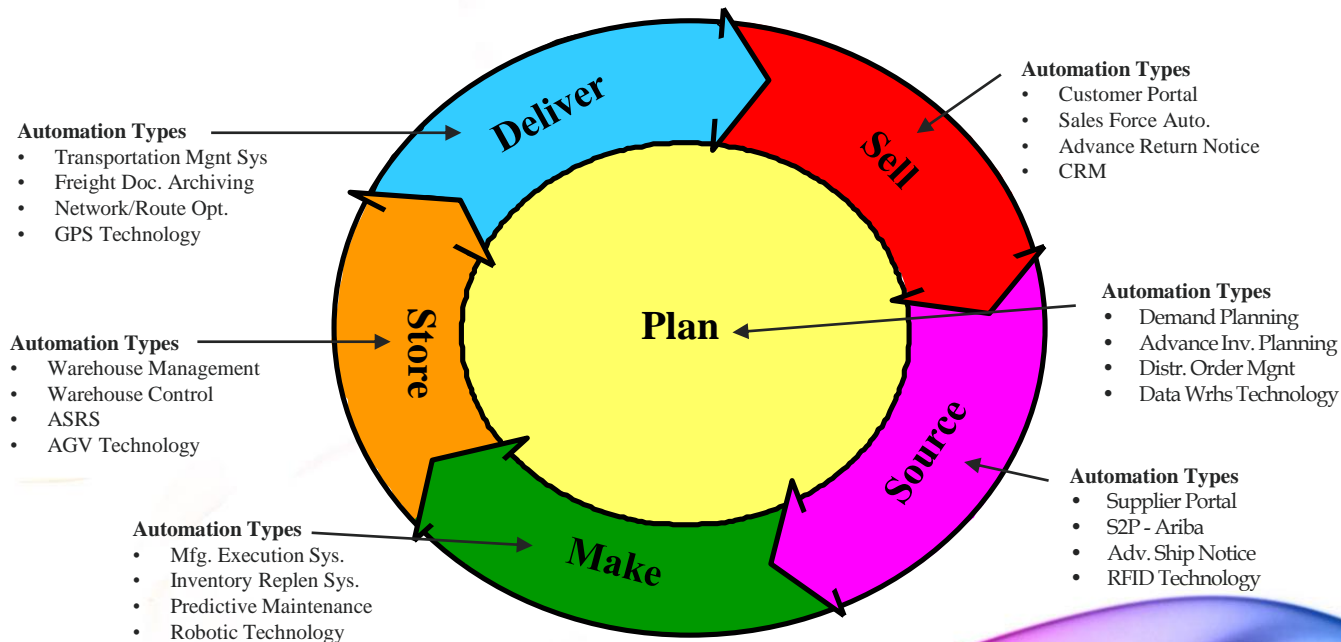 Deliver
Sell
Source
Make
Store
Plan
Automation Types
• Transportation Mgnt Sys
• Freight Doc. Archiving
• Network/Route Opt.
• GPS Technology
Automation Types
• Customer Portal
• Sales Force Auto.
• Advance Return Notice
• CRM
Automation Types
• Warehouse Management
• Warehouse Control
• ASRS
• AGV Technology
Automation Types
• Demand Planning
• Advance Inv. Planning
• Distr. Order Mgnt
• Data Wrhs Technology
Automation Types
• Mfg. Execution Sys.
• Inventory Replen Sys.
• Predictive Maintenance
• Robotic Technology
Automation Types
• Supplier Portal
• S2P - Ariba
• Adv. Ship Notice
• RFID Technology